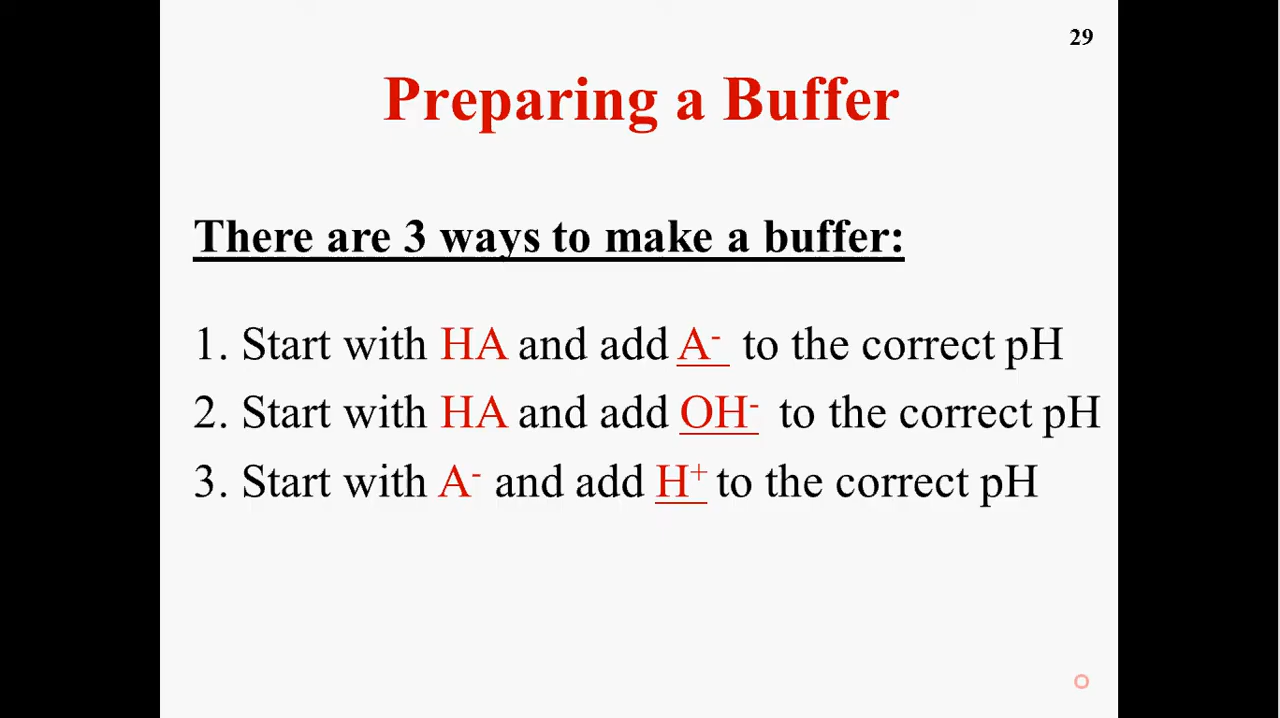 29
Preparing a Buffer
There are 3 ways to make a buffer:
1. Start with HA and add A⁻ to the correct pH
2. Start with HA and add OH⁻ to the correct pH
3. Start with A⁻ and add H⁺ to the correct pH